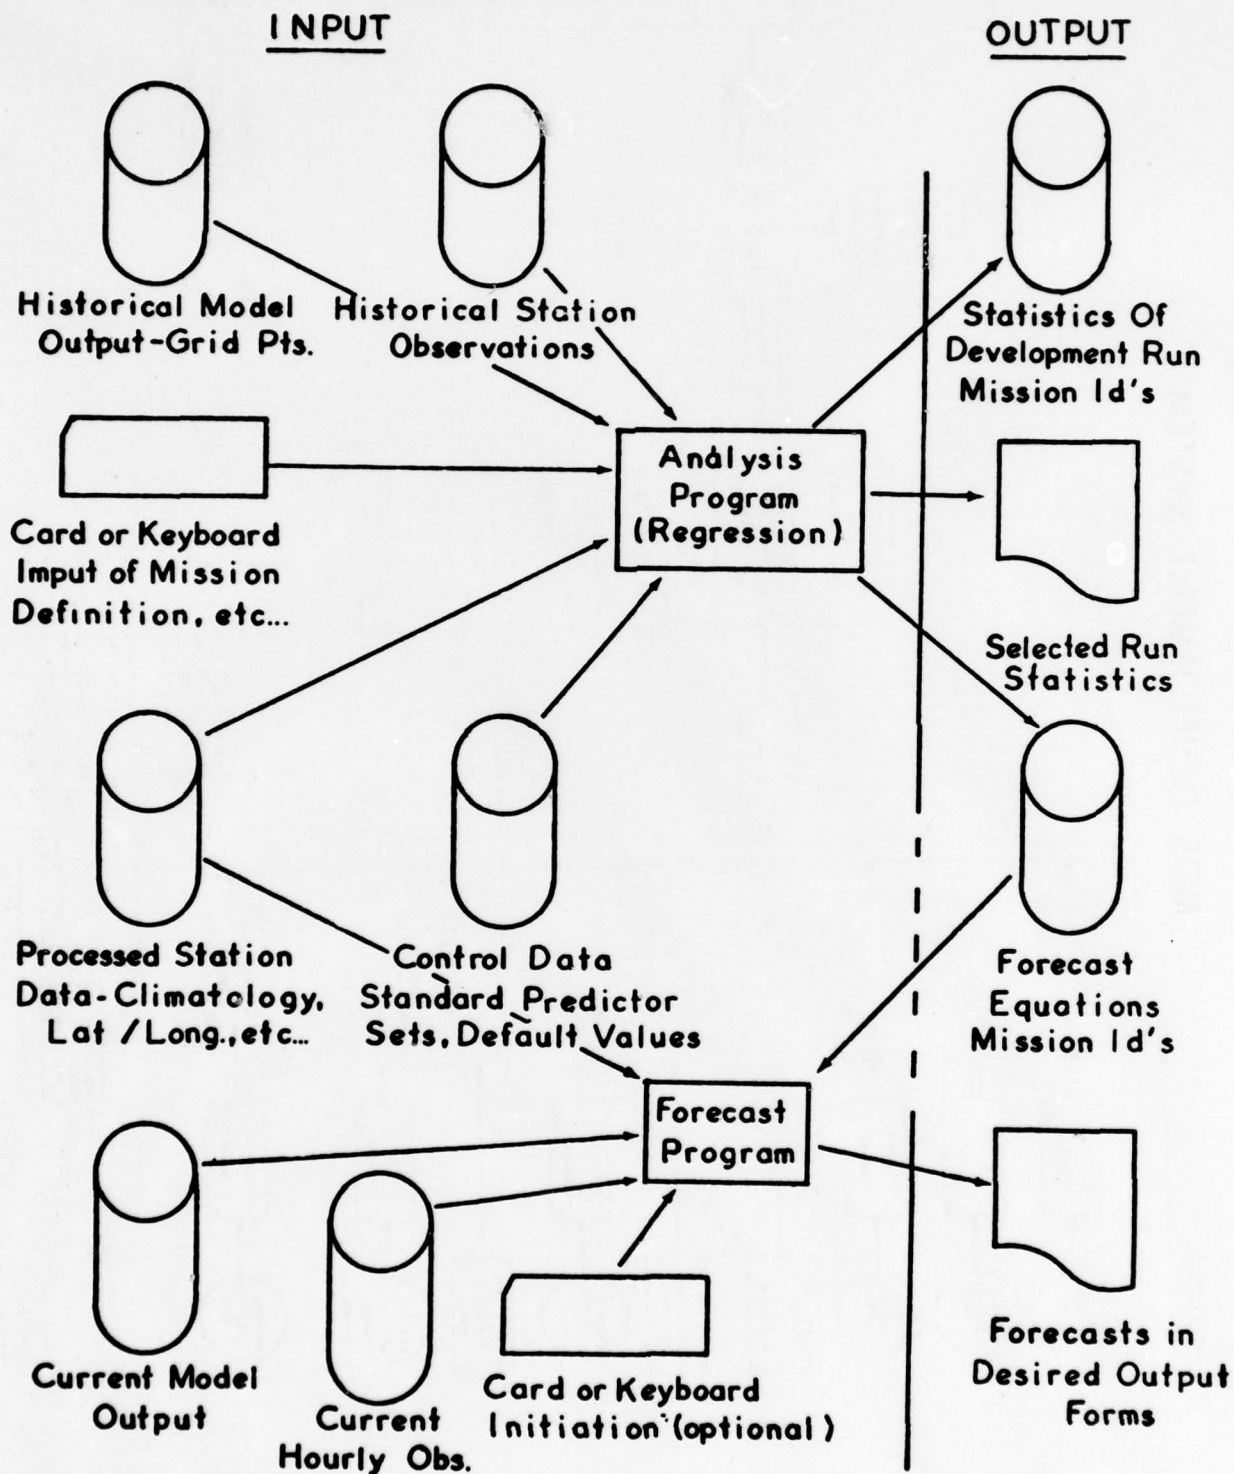 INPUT
OUTPUT
Historical Model
Output-Grid Pts.
Historical Station
Observations
Statistics Of
Development Run
Mission Id's
Analysis
Program
(Regression)
Card or Keyboard
Imput of Mission
Definition, etc...
Selected Run
Statistics
Processed Station
Data-Climatology,
Lat / Long., etc...
Control Data
Standard Predictor
Sets, Default Values
Forecast
Equations
Mission Id's
Forecast
Program
Current Model
Output
Current
Hourly Obs.
Card or Keyboard
Initiation (optional)
Forecasts in
Desired Output
Forms